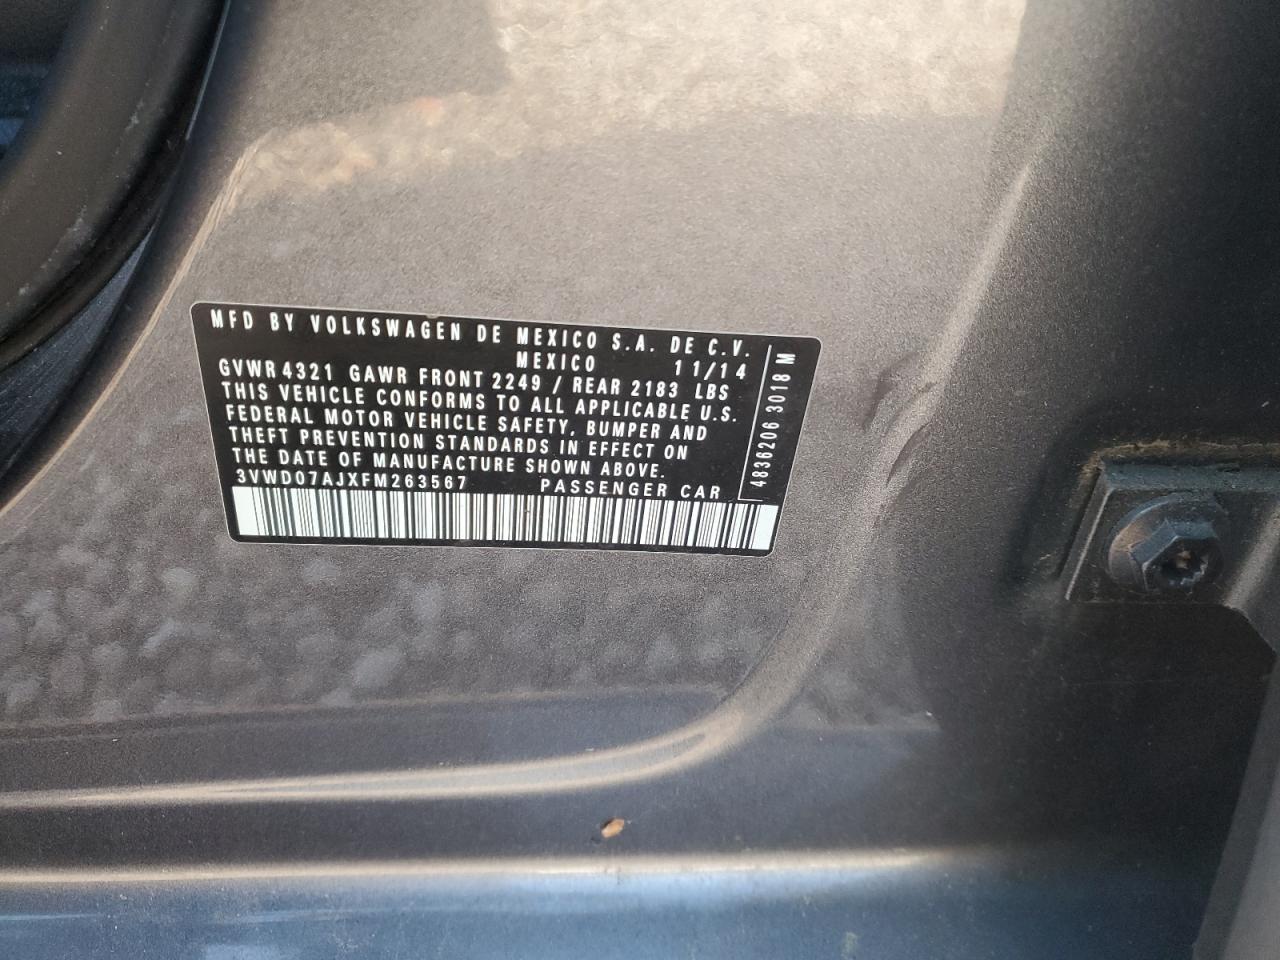 MFD BY VOLKSWAGEN DE MEXICO S.A. DE C.V.
MEXICO 11/14
GVWR 4321 GAWR FRONT 2249 / REAR 2183 LBS
THIS VEHICLE CONFORMS TO ALL APPLICABLE U.S.
FEDERAL MOTOR VEHICLE SAFETY, BUMPER AND
THEFT PREVENTION STANDARDS IN EFFECT ON
THE DATE OF MANUFACTURE SHOWN ABOVE.
3VWD07AJXFM263567 PASSENGER CAR
4836206 3018 M